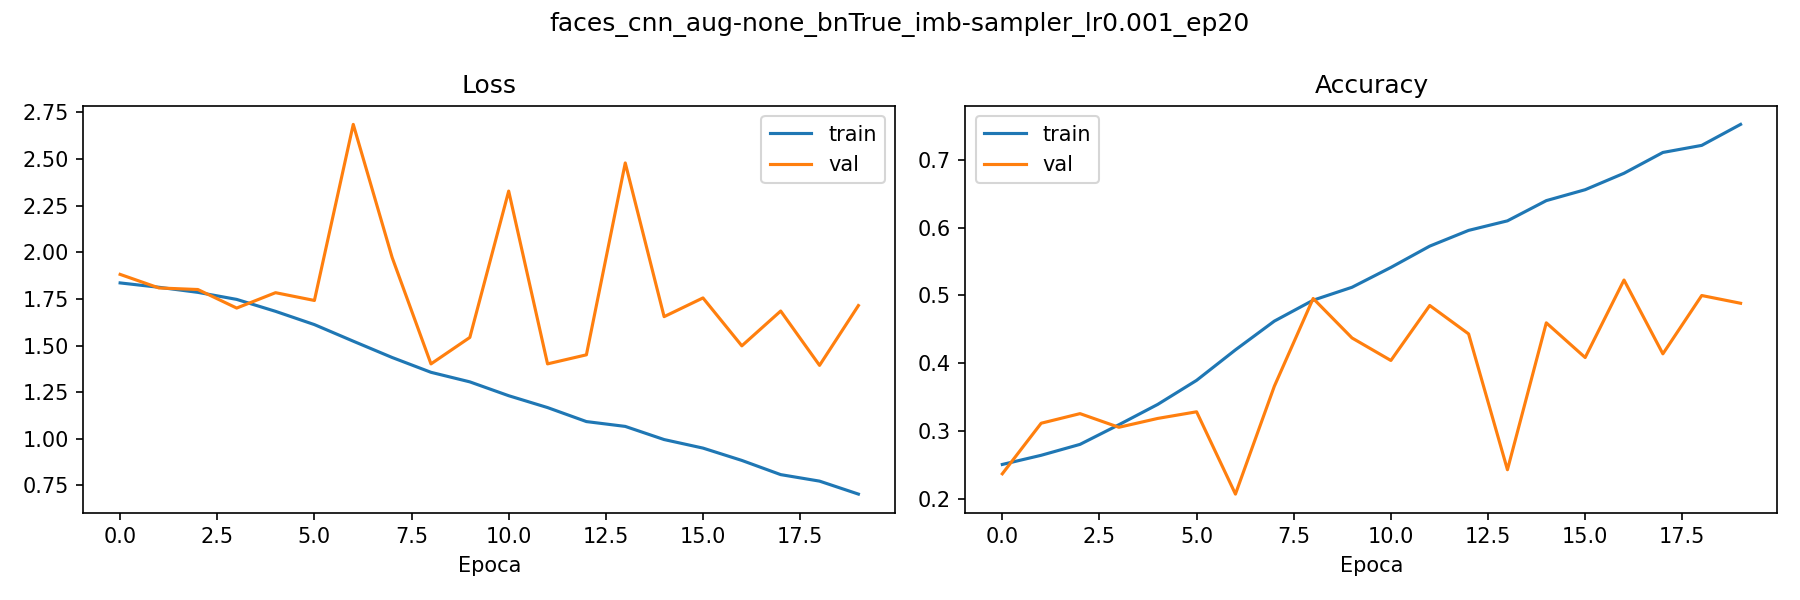 faces_cnn_aug-none_bnTrue_imb-sampler_lr0.001_ep20
Loss
2.75
2.50
2.25
2.00
1.75
1.50
1.25
1.00
0.75
0.0 2.5 5.0 7.5 10.0 12.5 15.0 17.5
Epoca
train
val
Accuracy
0.7
0.6
0.5
0.4
0.3
0.2
0.0 2.5 5.0 7.5 10.0 12.5 15.0 17.5
Epoca
train
val